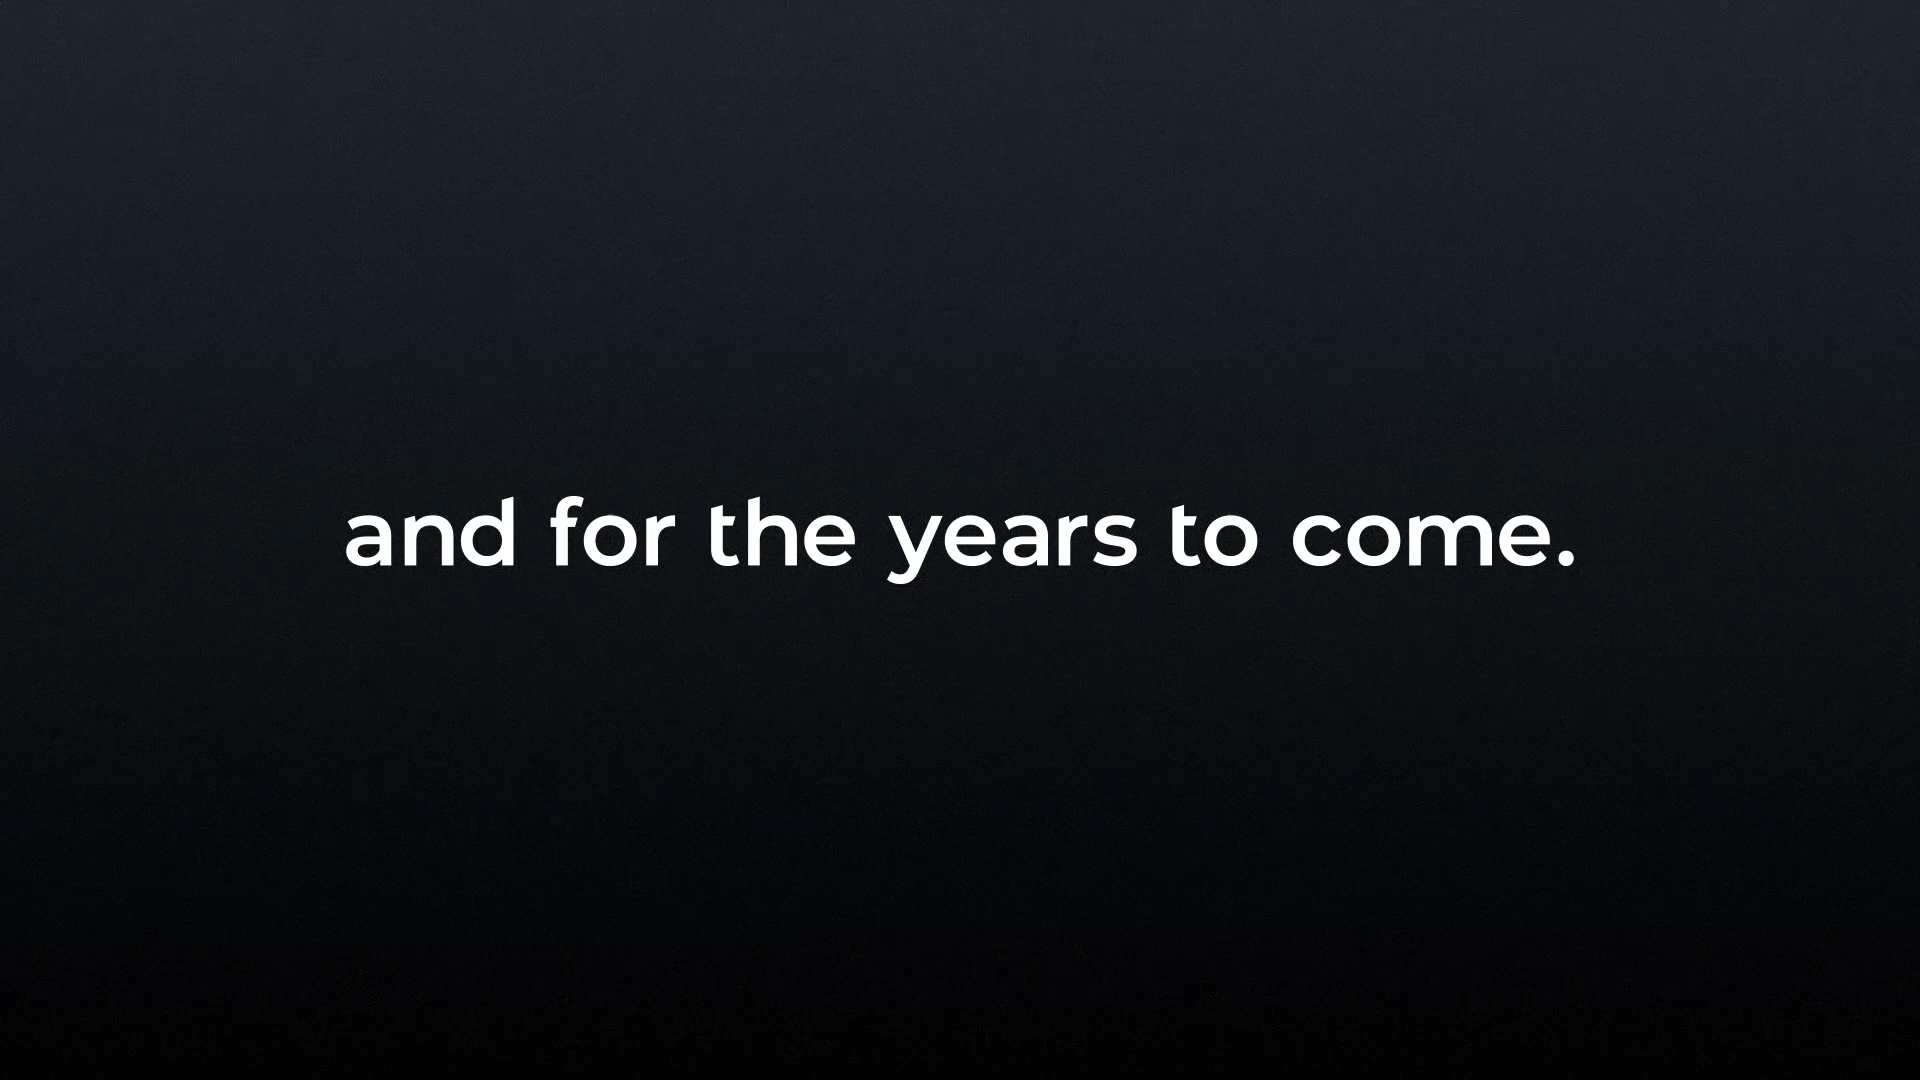 and for the years to come.